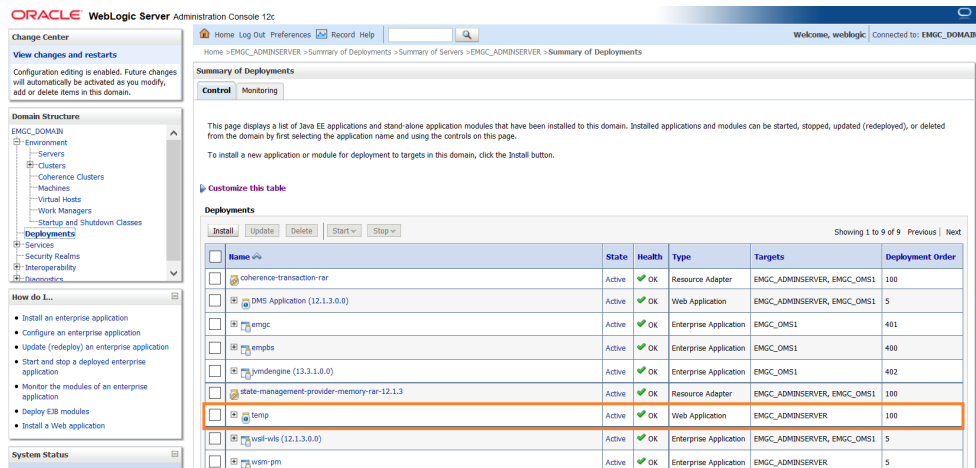 ORACLE WebLogic Server Administration Console 12c
Change Center
View changes and restarts
Configuration editing is enabled. Future changes
will automatically be activated as you modify,
add or delete items in this domain.
Domain Structure
EMGC_DOMAIN
Environment
Servers
Clusters
Coherence Clusters
Machines
Virtual Hosts
Work Managers
Startup and Shutdown Classes
Deployments
Services
Security Realms
Interoperability
Diagnostics
How do I...
Install an enterprise application
Configure an enterprise application
Update (redeploy) an enterprise application
Start and stop a deployed enterprise
application
Monitor the modules of an enterprise
application
Deploy EJB modules
Install a Web application
System Status
Home Log Out Preferences Record Help
Welcome, weblogic Connected to: EMGC_DOMAIN
Home >EMGC_ADMINSERVER >Summary of Deployments >Summary of Servers >EMGC_ADMINSERVER >Summary of Deployments
Summary of Deployments
Control Monitoring
This page displays a list of Java EE applications and stand-alone application modules that have been installed to this domain. Installed applications and modules can be started, stopped, updated (redeployed), or deleted
from the domain by first selecting the application name and using the controls on this page.
To install a new application or module for deployment to targets in this domain, click the Install button.
Customize this table
Deployments
Install Update Delete Start Stop Showing 1 to 9 of 9 Previous Next
Name State Health Type Targets Deployment Order
coherence-transaction-rar Active OK Resource Adapter EMGC_ADMINSERVER, EMGC_OMS1 100
DMS Application (12.1.3.0.0) Active OK Web Application EMGC_ADMINSERVER, EMGC_OMS1 5
emgc Active OK Enterprise Application EMGC_OMS1 401
empbs Active OK Enterprise Application EMGC_OMS1 400
jvmdengine (13.3.1.0.0) Active OK Enterprise Application EMGC_OMS1 402
state-management-provider-memory-rar-12.1.3 Active OK Resource Adapter EMGC_ADMINSERVER, EMGC_OMS1 100
temp Active OK Web Application EMGC_ADMINSERVER 100
wsil-wls (12.1.3.0.0) Active OK Enterprise Application EMGC_ADMINSERVER, EMGC_OMS1 5
wsm-pm Active OK Enterprise Application EMGC_ADMINSERVER 5